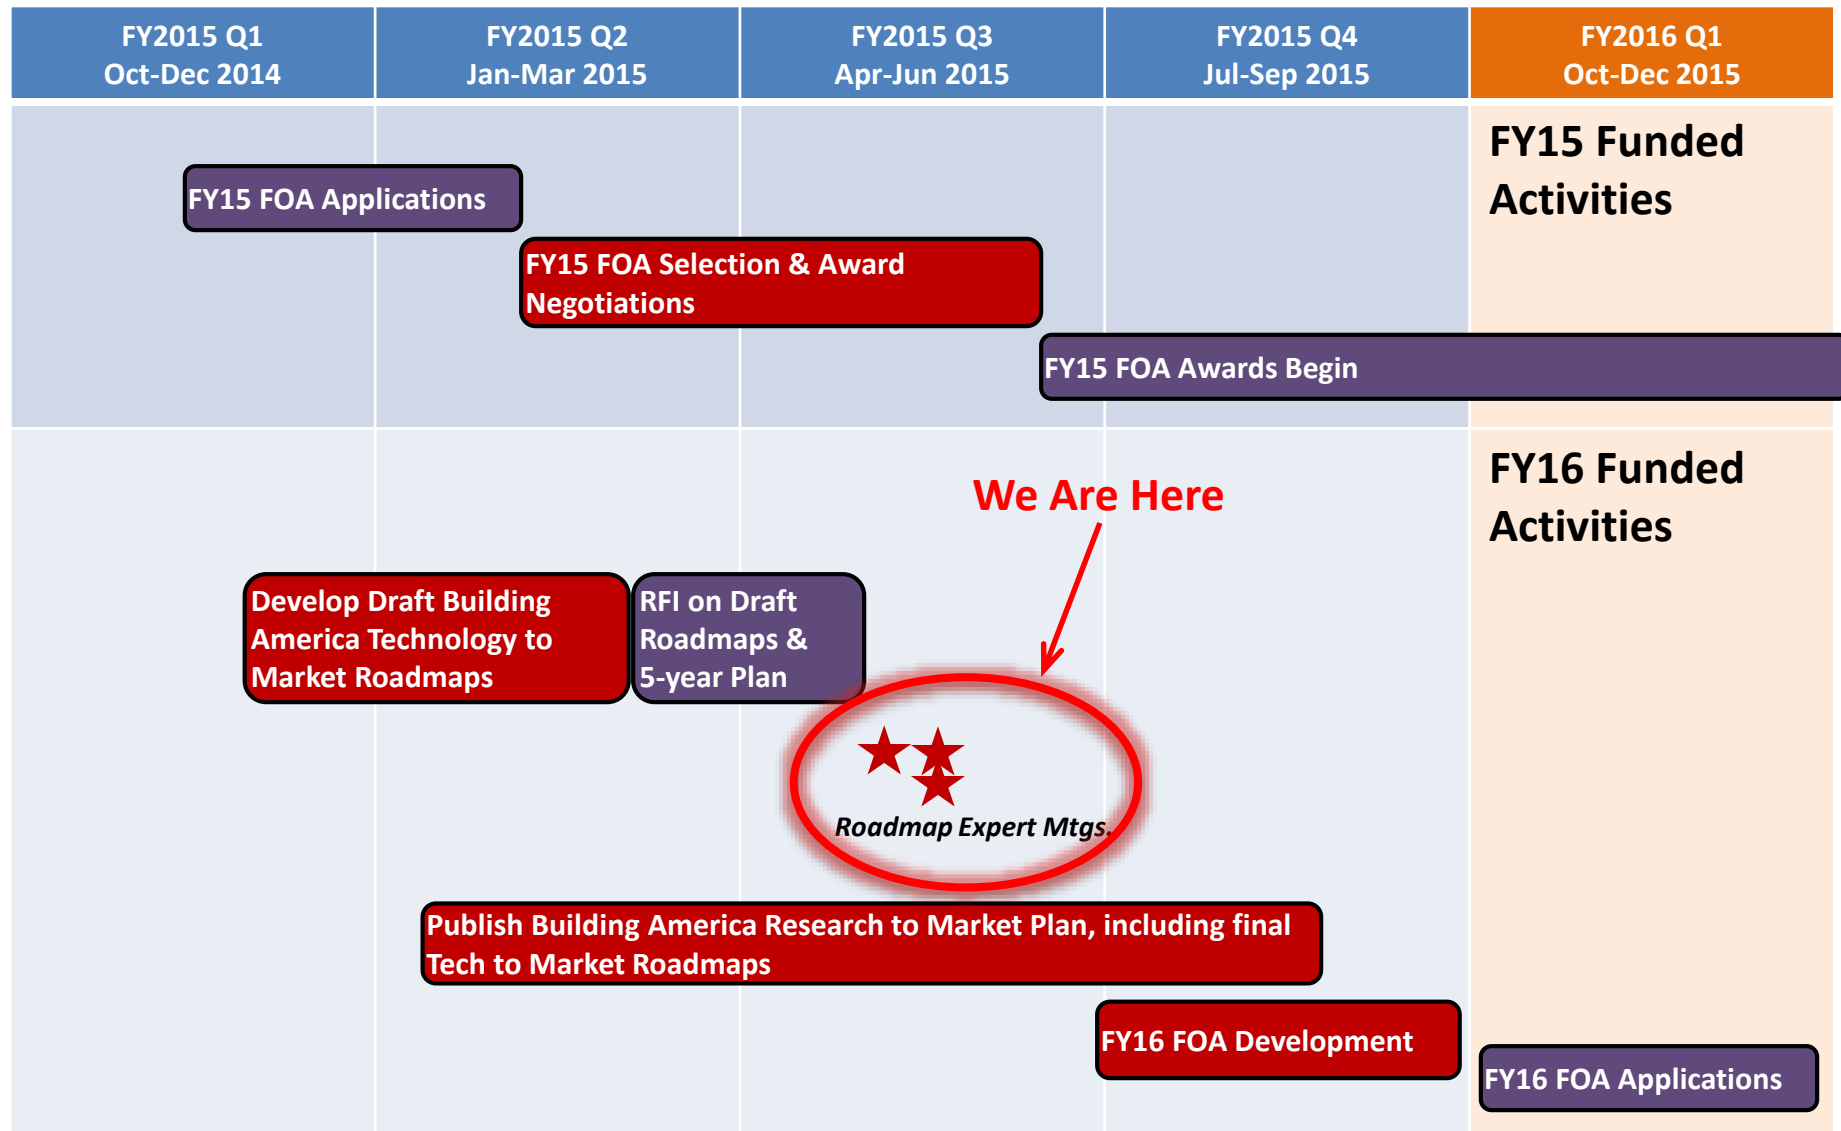 FY2015 Q1
Oct-Dec 2014
FY2015 Q2
Jan-Mar 2015
FY2015 Q3
Apr-Jun 2015
FY2015 Q4
Jul-Sep 2015
FY2016 Q1
Oct-Dec 2015
FY15 Funded
Activities
FY15 FOA Applications
FY15 FOA Selection & Award
Negotiations
FY15 FOA Awards Begin
FY16 Funded
Activities
We Are Here
Develop Draft Building
America Technology to
Market Roadmaps
RFI on Draft
Roadmaps &
5-year Plan
Roadmap Expert Mtgs.
Publish Building America Research to Market Plan, including final
Tech to Market Roadmaps
FY16 FOA Development
FY16 FOA Applications